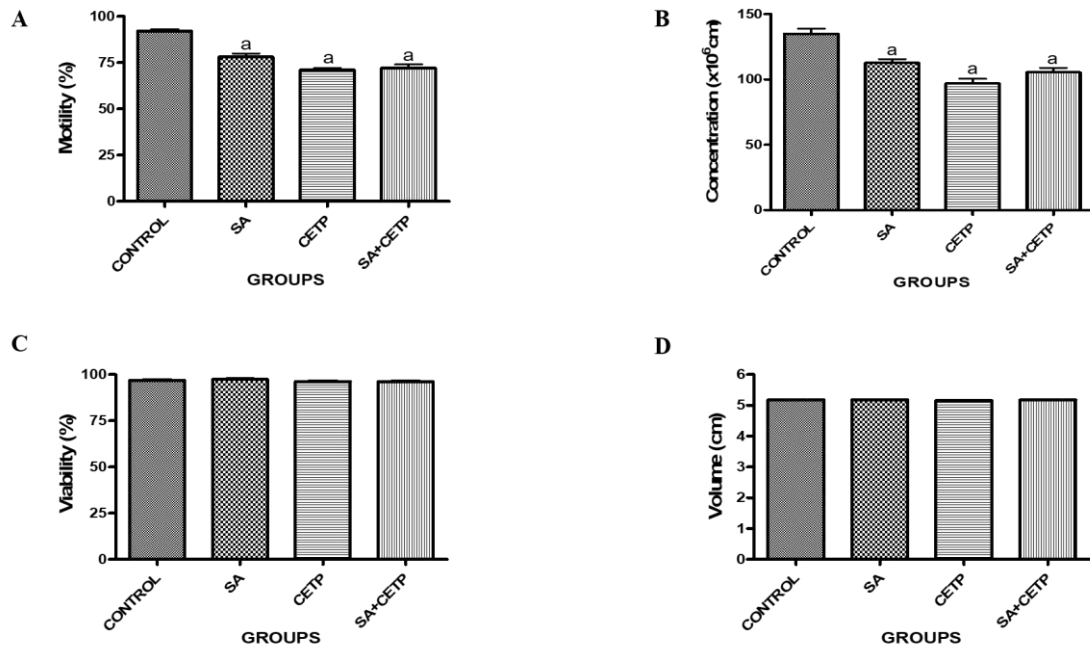 A
Motility (%)
100
75
50
25
0
a
a
a
CONTROL
SA
CETP
SA+CETP
GROUPS
B
Concentration (x10⁶cm)
150
100
50
0
a
a
a
CONTROL
SA
CETP
SA+CETP
GROUPS
C
Viability (%)
100
75
50
25
0
CONTROL
SA
CETP
SA+CETP
GROUPS
D
Volume (cm)
6
5
4
3
2
1
0
CONTROL
SA
CETP
SA+CETP
GROUPS